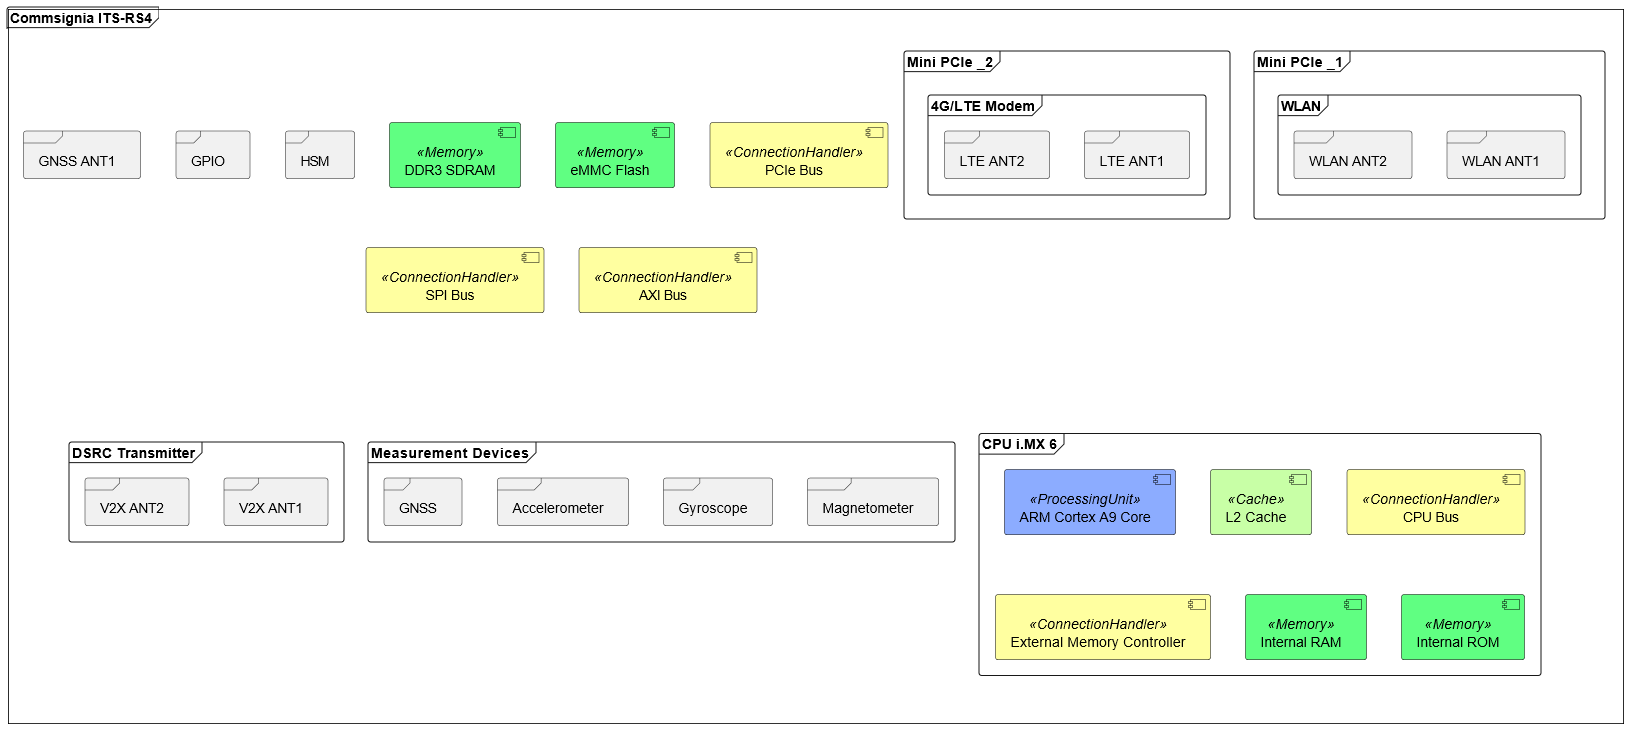 Commsignia ITS-RS4
Mini PCIe _2
Mini PCIe _1
4G/LTE Modem
WLAN
GNSS ANT1
GPIO
HSM
«Memory»
DDR3 SDRAM
«Memory»
eMMC Flash
«ConnectionHandler»
PCIe Bus
LTE ANT2
LTE ANT1
WLAN ANT2
WLAN ANT1
«ConnectionHandler»
SPI Bus
«ConnectionHandler»
AXI Bus
DSRC Transmitter
V2X ANT2
V2X ANT1
Measurement Devices
GNSS
Accelerometer
Gyroscope
Magnetometer
CPU i.MX 6
«ProcessingUnit»
ARM Cortex A9 Core
«Cache»
L2 Cache
«ConnectionHandler»
CPU Bus
«ConnectionHandler»
External Memory Controller
«Memory»
Internal RAM
«Memory»
Internal ROM